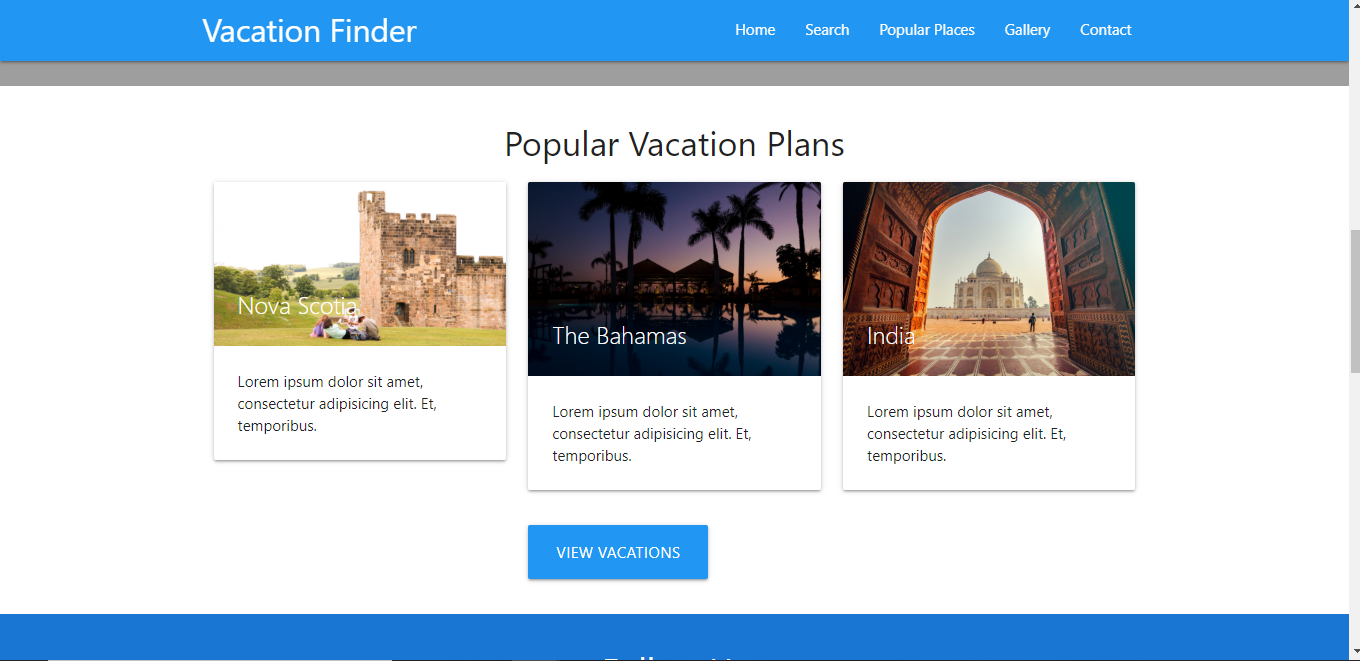 Vacation Finder
Home Search Popular Places Gallery Contact
Popular Vacation Plans
Nova Scotia
Lorem ipsum dolor sit amet,
consectetur adipisicing elit. Et,
temporibus.
The Bahamas
Lorem ipsum dolor sit amet,
consectetur adipisicing elit. Et,
temporibus.
India
Lorem ipsum dolor sit amet,
consectetur adipisicing elit. Et,
temporibus.
VIEW VACATIONS